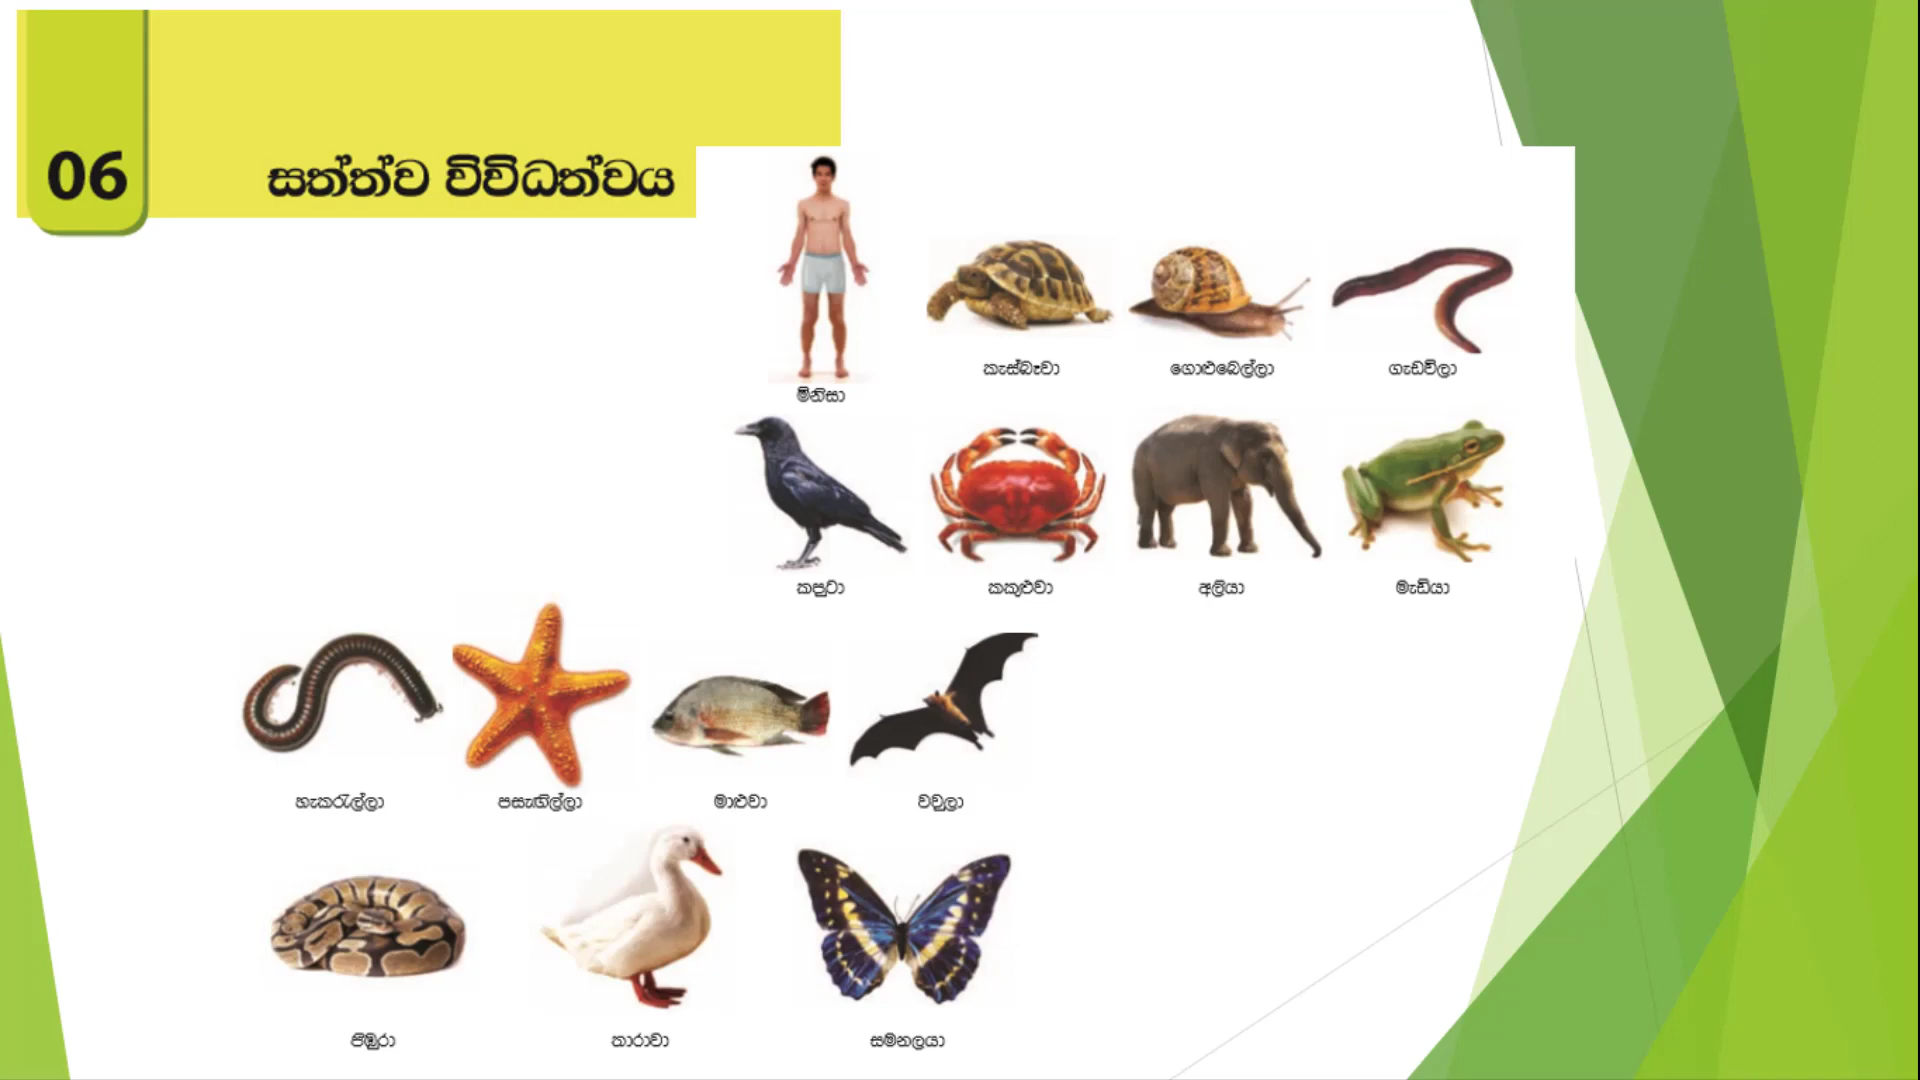 06 සත්ත්ව විවිධත්වය
මිනිසා
කැස්බෑවා
ගොළුබෙල්ලා
ගැඩවිලා
කපුටා
කකුළුවා
අලියා
මැඩියා
හැකරැල්ලා
පසැඟිල්ලා
මාළුවා
වවුලා
පිඹුරා
තාරාවා
සමනලයා